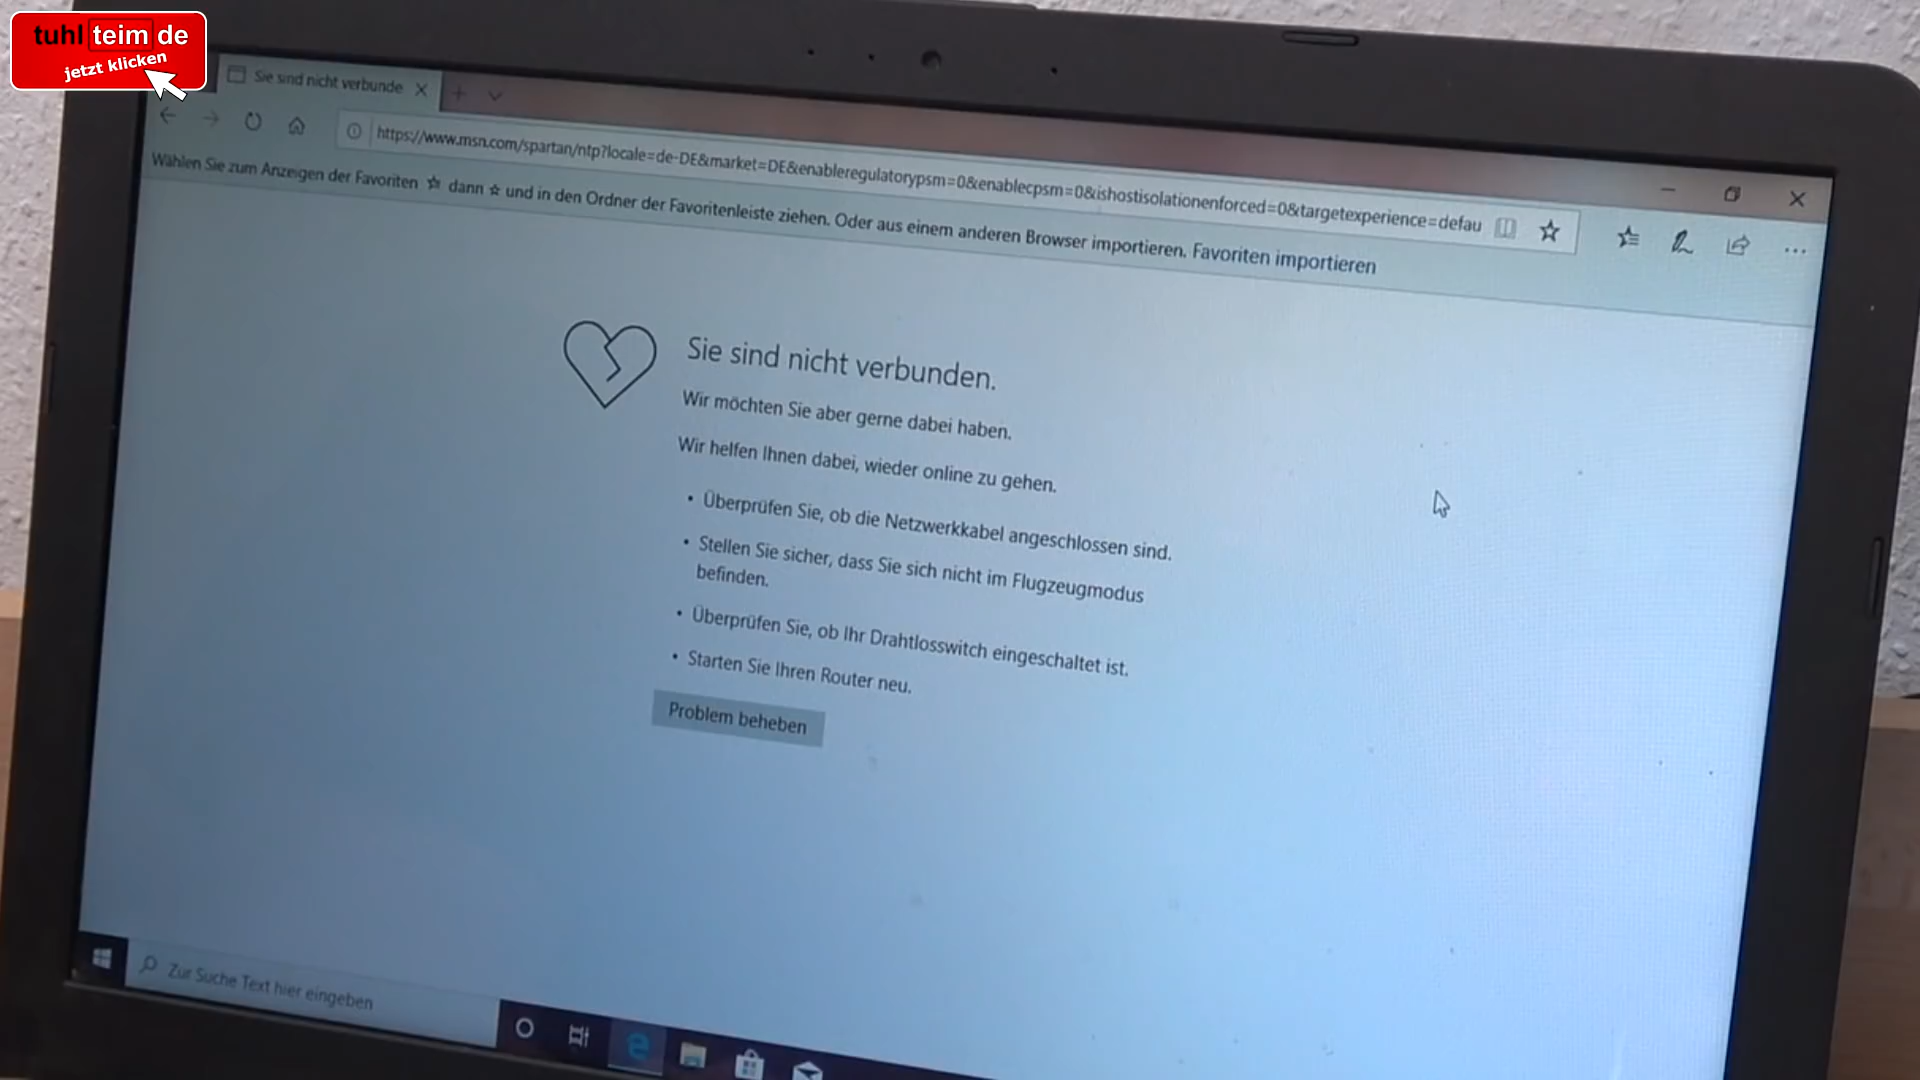 tuhl teim de
jetzt klicken
Sie sind nicht verbunde
https://www.msn.com/spartan/ntp?locale=de-DE&market=DE&enableregulatorypsm=0&enablecpsm=0&ishostisolationenforced=0&targetexperience=defau
Wählen Sie zum Anzeigen der Favoriten ☆ dann ☆ und in den Ordner der Favoritenleiste ziehen. Oder aus einem anderen Browser importieren. Favoriten importieren
Sie sind nicht verbunden.
Wir möchten Sie aber gerne dabei haben.
Wir helfen Ihnen dabei, wieder online zu gehen.
• Überprüfen Sie, ob die Netzwerkkabel angeschlossen sind.
• Stellen Sie sicher, dass Sie sich nicht im Flugzeugmodus
befinden.
• Überprüfen Sie, ob Ihr Drahtlosswitch eingeschaltet ist.
• Starten Sie Ihren Router neu.
Problem beheben
Zur Suche Text hier eingeben